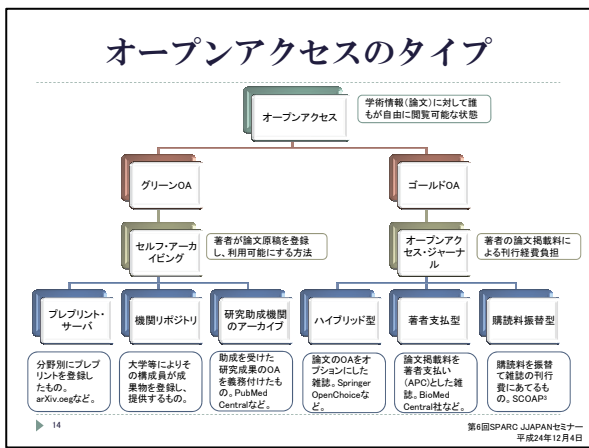 オープンアクセスのタイプ
オープンアクセス
学術情報(論文)に対して誰
もが自由に閲覧可能な状態
グリーンOA
ゴールドOA
セルフ・アー
カイビング
著者が論文原稿を登録
し、利用可能にする方法
オープンアク
セス・ジャー
ナル
著者の論文掲載料に
よる刊行経費負担
プレプリント・
サーバ
機関リポジトリ
研究助成機関
のアーカイブ
ハイブリッド型
著者支払型
購読料振替型
分野別にプレプ
リントを登録し
たもの。
arXiv.oegなど。
大学等によりそ
の構成員が成
果物を登録し、
提供するもの。
助成を受けた
研究成果のOA
を義務付けたも
の。PubMed
Centralなど。
論文のOAをオ
プションにした
雑誌。Springer
OpenChoiceな
ど。
論文掲載料を
著者支払い
(APC)とした雑
誌。BioMed
Central社など。
購読料を振替
て雑誌の刊行
費にあてるも
の。SCOAP³
14
第6回SPARC JJAPANセミナー
平成24年12月4日